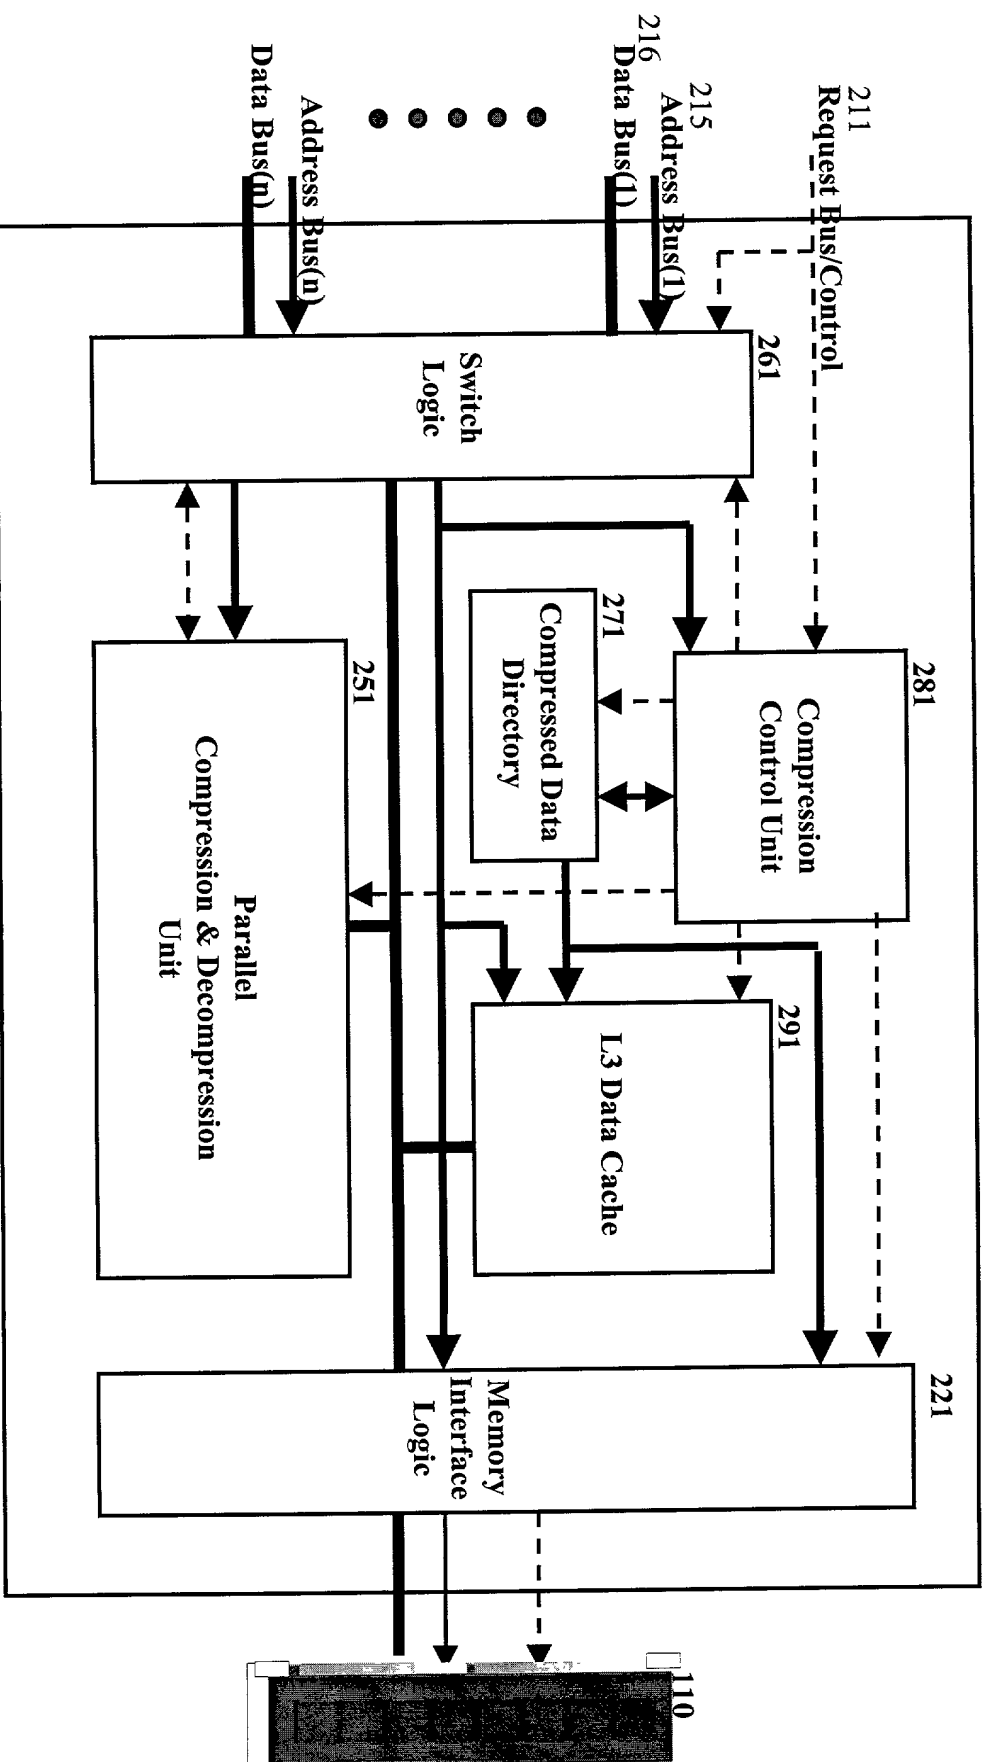 211
Request Bus/Control
215
Address Bus(1)
216
Data Bus(1)
Address Bus(n)
Data Bus(n)
261
Switch
Logic
281
Compression
Control Unit
271
Compressed Data
Directory
251
Parallel
Compression & Decompression
Unit
291
L3 Data Cache
221
Memory
Interface
Logic
110